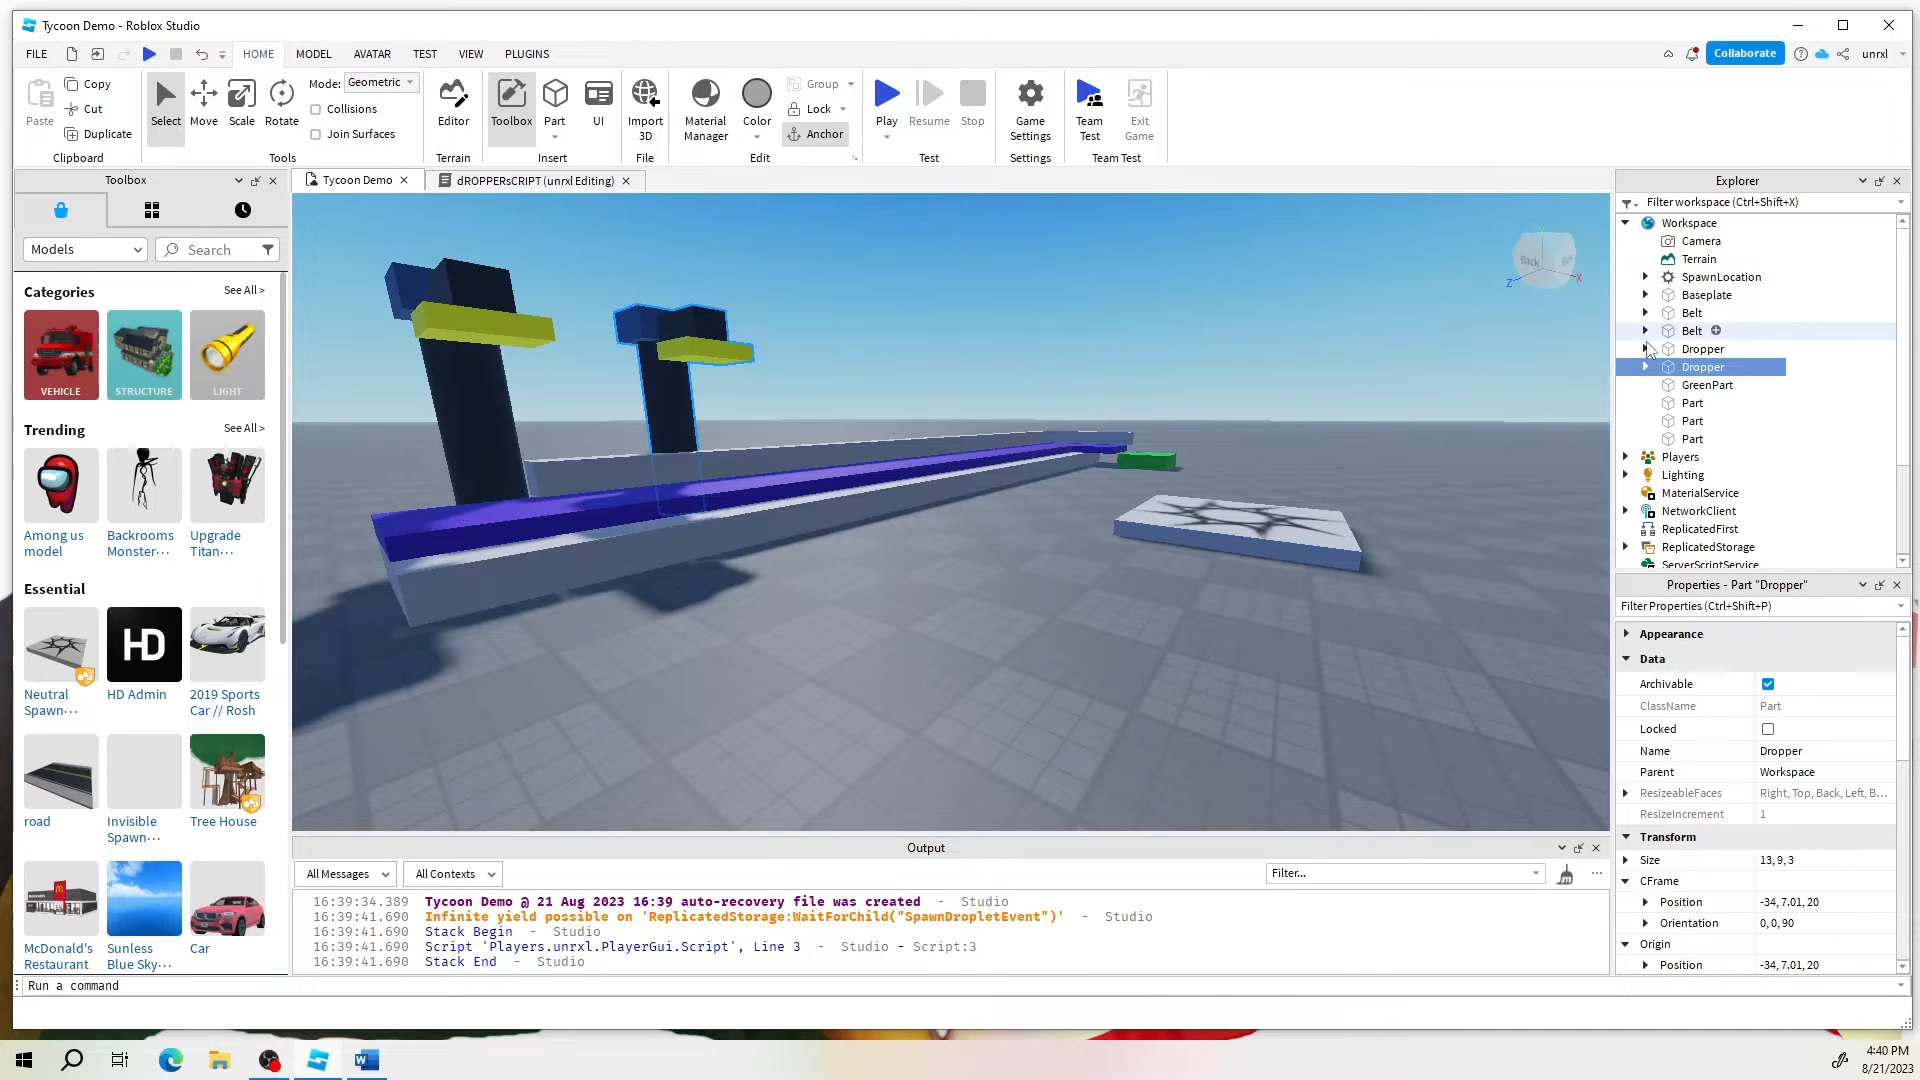 Tycoon Demo - Roblox Studio
FILE HOME MODEL AVATAR TEST VIEW PLUGINS Collaborate unrxl
Paste Copy Cut Duplicate Clipboard
Select Move Scale Rotate Mode: Geometric Collisions Join Surfaces Tools
Editor Terrain
Toolbox Part UI Insert
Import 3D File
Material Manager Color Group Lock Anchor Edit
Play Resume Stop Test
Game Settings Settings
Team Test Exit Game Team Test
Toolbox
Models Search
Categories See All >
VEHICLE STRUCTURE LIGHT
Trending See All >
Among us model
Backrooms Monster···
Upgrade Titan···
Essential
HD
Neutral Spawn···
HD Admin
2019 Sports Car // Rosh
road
Invisible Spawn···
Tree House
McDonald's
McDonald's Restaurant
Sunless Blue Sky···
Car
Tycoon Demo dROPPERsCRIPT (unrxl Editing)
Back
Y
Z
X
Output
All Messages All Contexts Filter...
16:39:34.389 Tycoon Demo @ 21 Aug 2023 16:39 auto-recovery file was created - Studio
16:39:41.690 Infinite yield possible on 'ReplicatedStorage:WaitForChild("SpawnDropletEvent")' - Studio
16:39:41.690 Stack Begin - Studio
16:39:41.690 Script 'Players.unrxl.PlayerGui.Script', Line 3 - Studio - Script:3
16:39:41.690 Stack End - Studio
Run a command
Explorer
Filter workspace (Ctrl+Shift+X)
Workspace
Camera
Terrain
SpawnLocation
Baseplate
Belt
Belt
Dropper
Dropper
GreenPart
Part
Part
Part
Players
Lighting
MaterialService
NetworkClient
ReplicatedFirst
ReplicatedStorage
ServerScriptService
Properties - Part "Dropper"
Filter Properties (Ctrl+Shift+P)
Appearance
Data
Archivable
ClassName Part
Locked
Name Dropper
Parent Workspace
ResizeableFaces Right, Top, Back, Left, B...
ResizeIncrement 1
Transform
Size 13, 9, 3
CFrame
Position -34, 7.01, 20
Orientation 0, 0, 90
Origin
Position -34, 7.01, 20
4:40 PM
8/21/2023